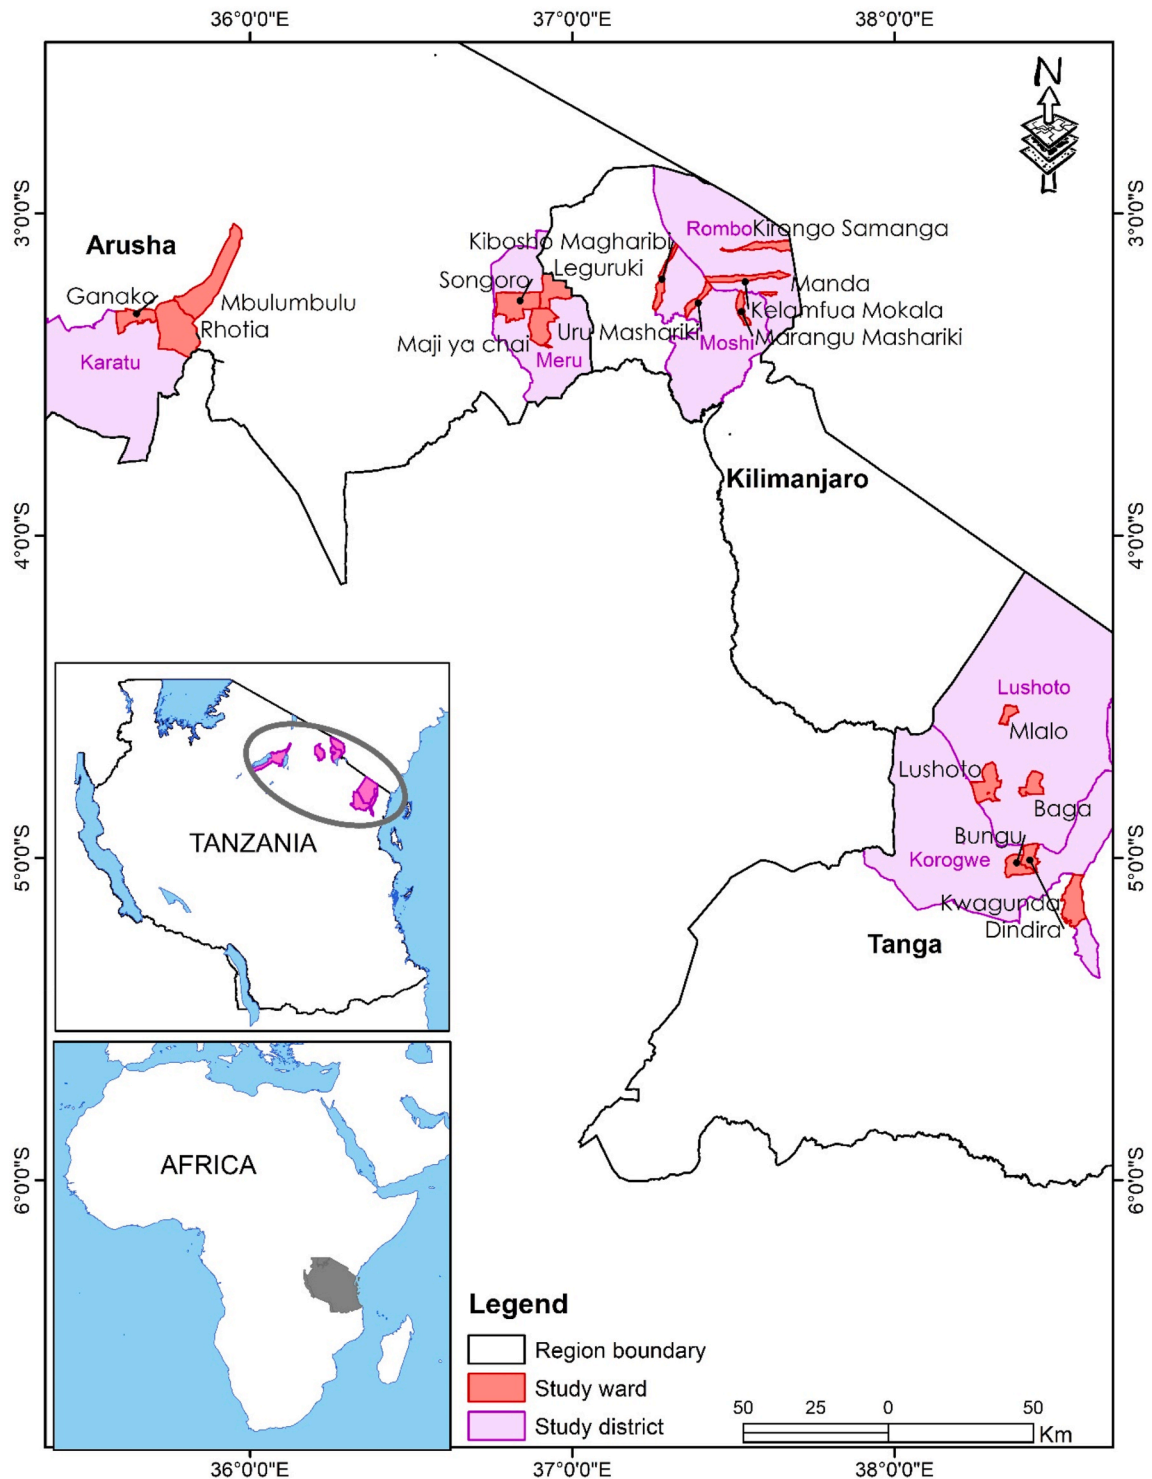 36°0'0"E 37°0'0"E 38°0'0"E
N
3°0'0"S
3°0'0"S
Arusha
Ganako
Mbulumbulu
Rhotia
Karatu
Kibosho Magharibi
Leguruki
Songoro
Uru Mashariki
Maji ya chai
Meru
Rombo
Kirongo Samanga
Manda
Kelamfua Mokala
Marangu Mashariki
Moshi
Kilimanjaro
4°0'0"S
4°0'0"S
Lushoto
Mlalo
Lushoto
Baga
Bungu
Korogwe
Kwagunda
Dindira
Tanga
5°0'0"S
5°0'0"S
TANZANIA
AFRICA
6°0'0"S
6°0'0"S
Legend
Region boundary
Study ward
Study district
50 25 0 50
Km
36°0'0"E 37°0'0"E 38°0'0"E